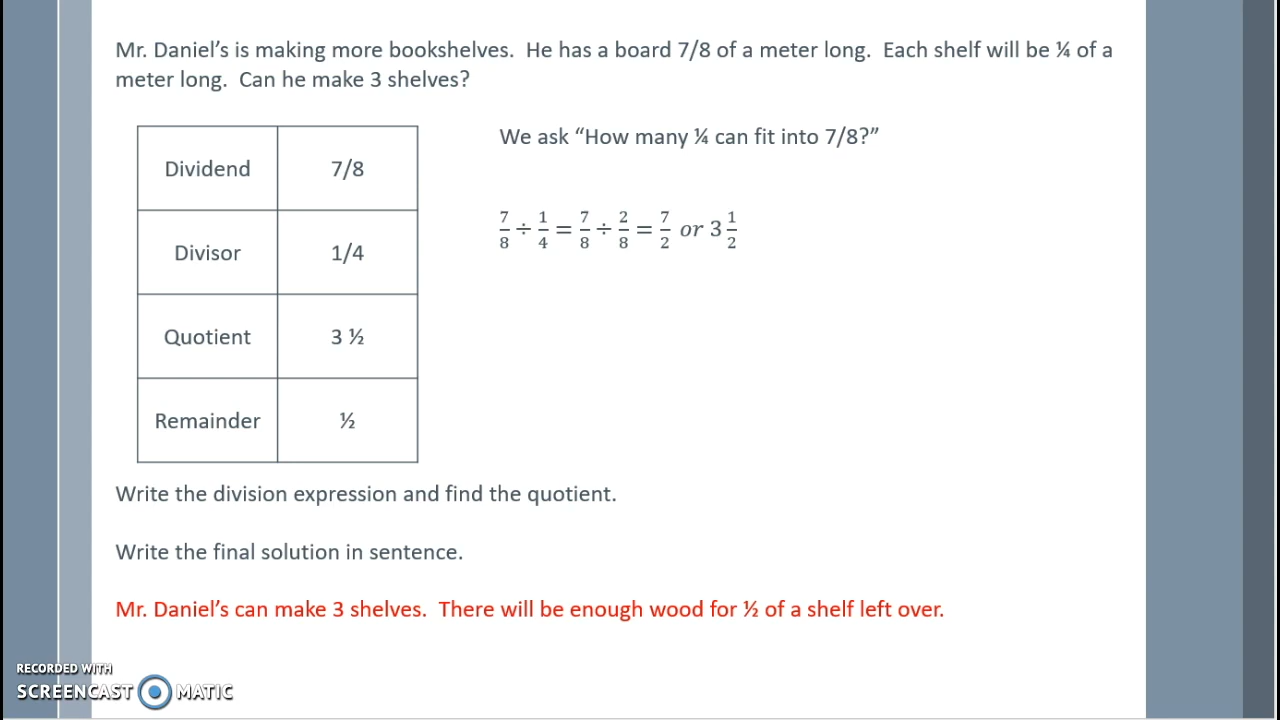 Mr. Daniel’s is making more bookshelves.  He has a board 7/8 of a meter long.  Each shelf will be ¼ of a
meter long.  Can he make 3 shelves?
We ask “How many ¼ can fit into 7/8?”
Dividend 7/8
7/8 ÷ 1/4 = 7/8 ÷ 2/8 = 7/2 or 3 1/2
Divisor 1/4
Quotient 3 ½
Remainder ½
Write the division expression and find the quotient.
Write the final solution in sentence.
Mr. Daniel’s can make 3 shelves.  There will be enough wood for ½ of a shelf left over.
RECORDED WITH
SCREENCAST MATIC